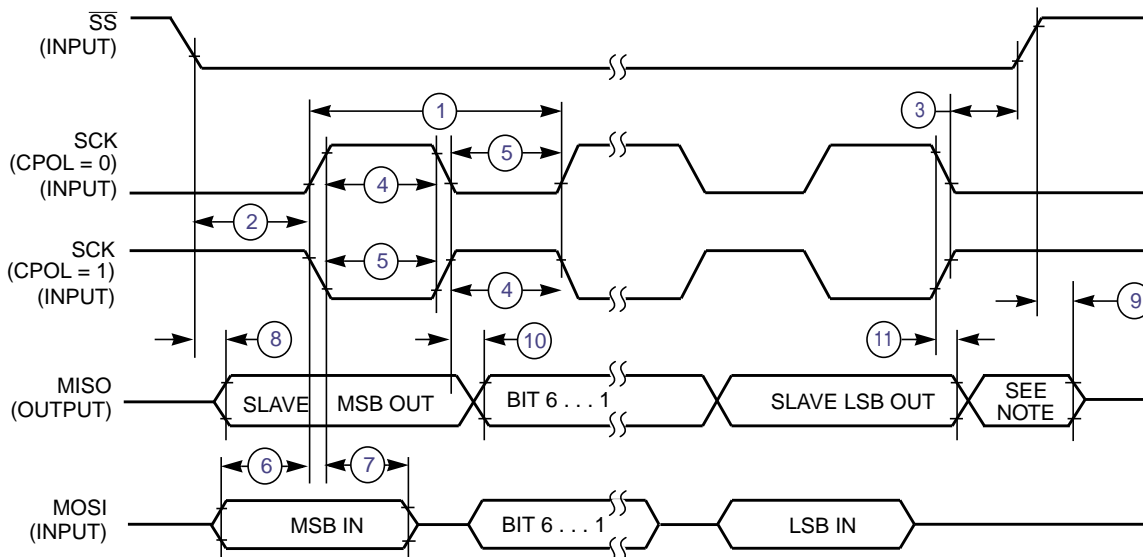 SS
(INPUT)
1
3
SCK
(CPOL = 0)
(INPUT)
5
4
2
SCK
(CPOL = 1)
(INPUT)
5
4
9
8
10
11
MISO
(OUTPUT)
SLAVE MSB OUT
BIT 6 . . . 1
SLAVE LSB OUT
SEE
NOTE
6
7
MOSI
(INPUT)
MSB IN
BIT 6 . . . 1
LSB IN